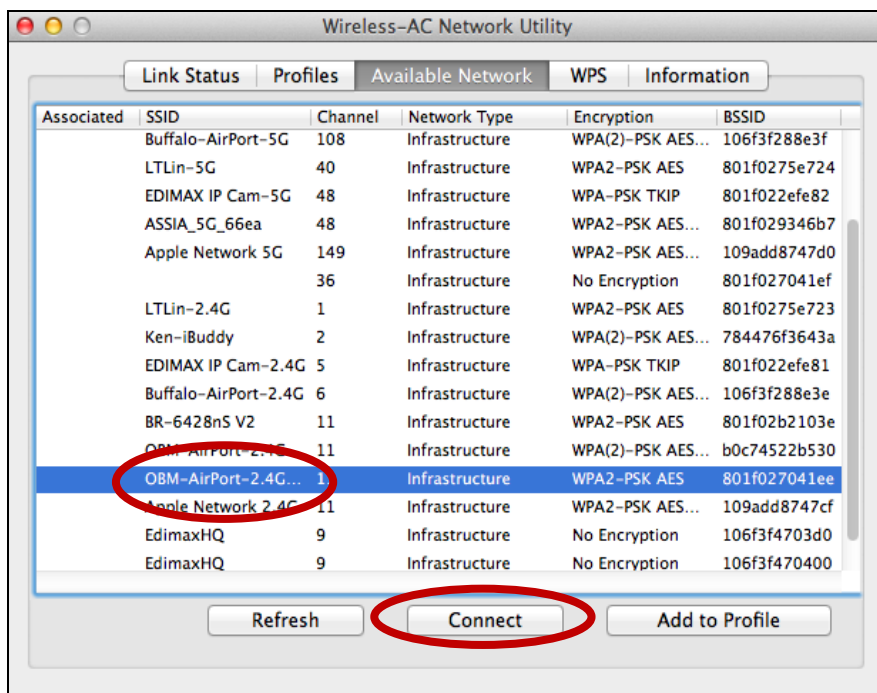 Wireless-AC Network Utility
Link Status Profiles Available Network WPS Information
Associated SSID Channel Network Type Encryption BSSID
Buffalo-AirPort-5G 108 Infrastructure WPA(2)-PSK AES... 106f3f288e3f
LTLin-5G 40 Infrastructure WPA2-PSK AES 801f0275e724
EDIMAX IP Cam-5G 48 Infrastructure WPA-PSK TKIP 801f022efe82
ASSIA_5G_66ea 48 Infrastructure WPA2-PSK AES... 801f029346b7
Apple Network 5G 149 Infrastructure WPA2-PSK AES... 109add8747d0
36 Infrastructure No Encryption 801f027041ef
LTLin-2.4G 1 Infrastructure WPA2-PSK AES 801f0275e723
Ken-iBuddy 2 Infrastructure WPA(2)-PSK AES... 784476f3643a
EDIMAX IP Cam-2.4G 5 Infrastructure WPA-PSK TKIP 801f022efe81
Buffalo-AirPort-2.4G 6 Infrastructure WPA(2)-PSK AES... 106f3f288e3e
BR-6428nS V2 11 Infrastructure WPA2-PSK AES 801f02b2103e
OBM-AirPort-2.4G 11 Infrastructure WPA(2)-PSK AES... b0c74522b530
OBM-AirPort-2.4G... Infrastructure WPA2-PSK AES 801f027041ee
Apple Network 2.4G 11 Infrastructure WPA2-PSK AES... 109add8747cf
EdimaxHQ 9 Infrastructure No Encryption 106f3f4703d0
EdimaxHQ 9 Infrastructure No Encryption 106f3f470400
Refresh Connect Add to Profile